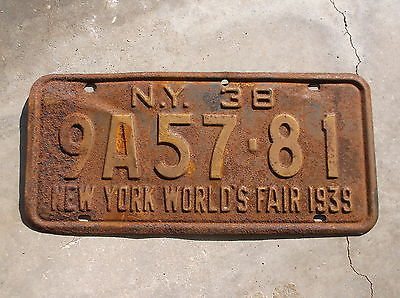 N.Y. 38
9A57·81
NEW YORK WORLD'S FAIR 1939